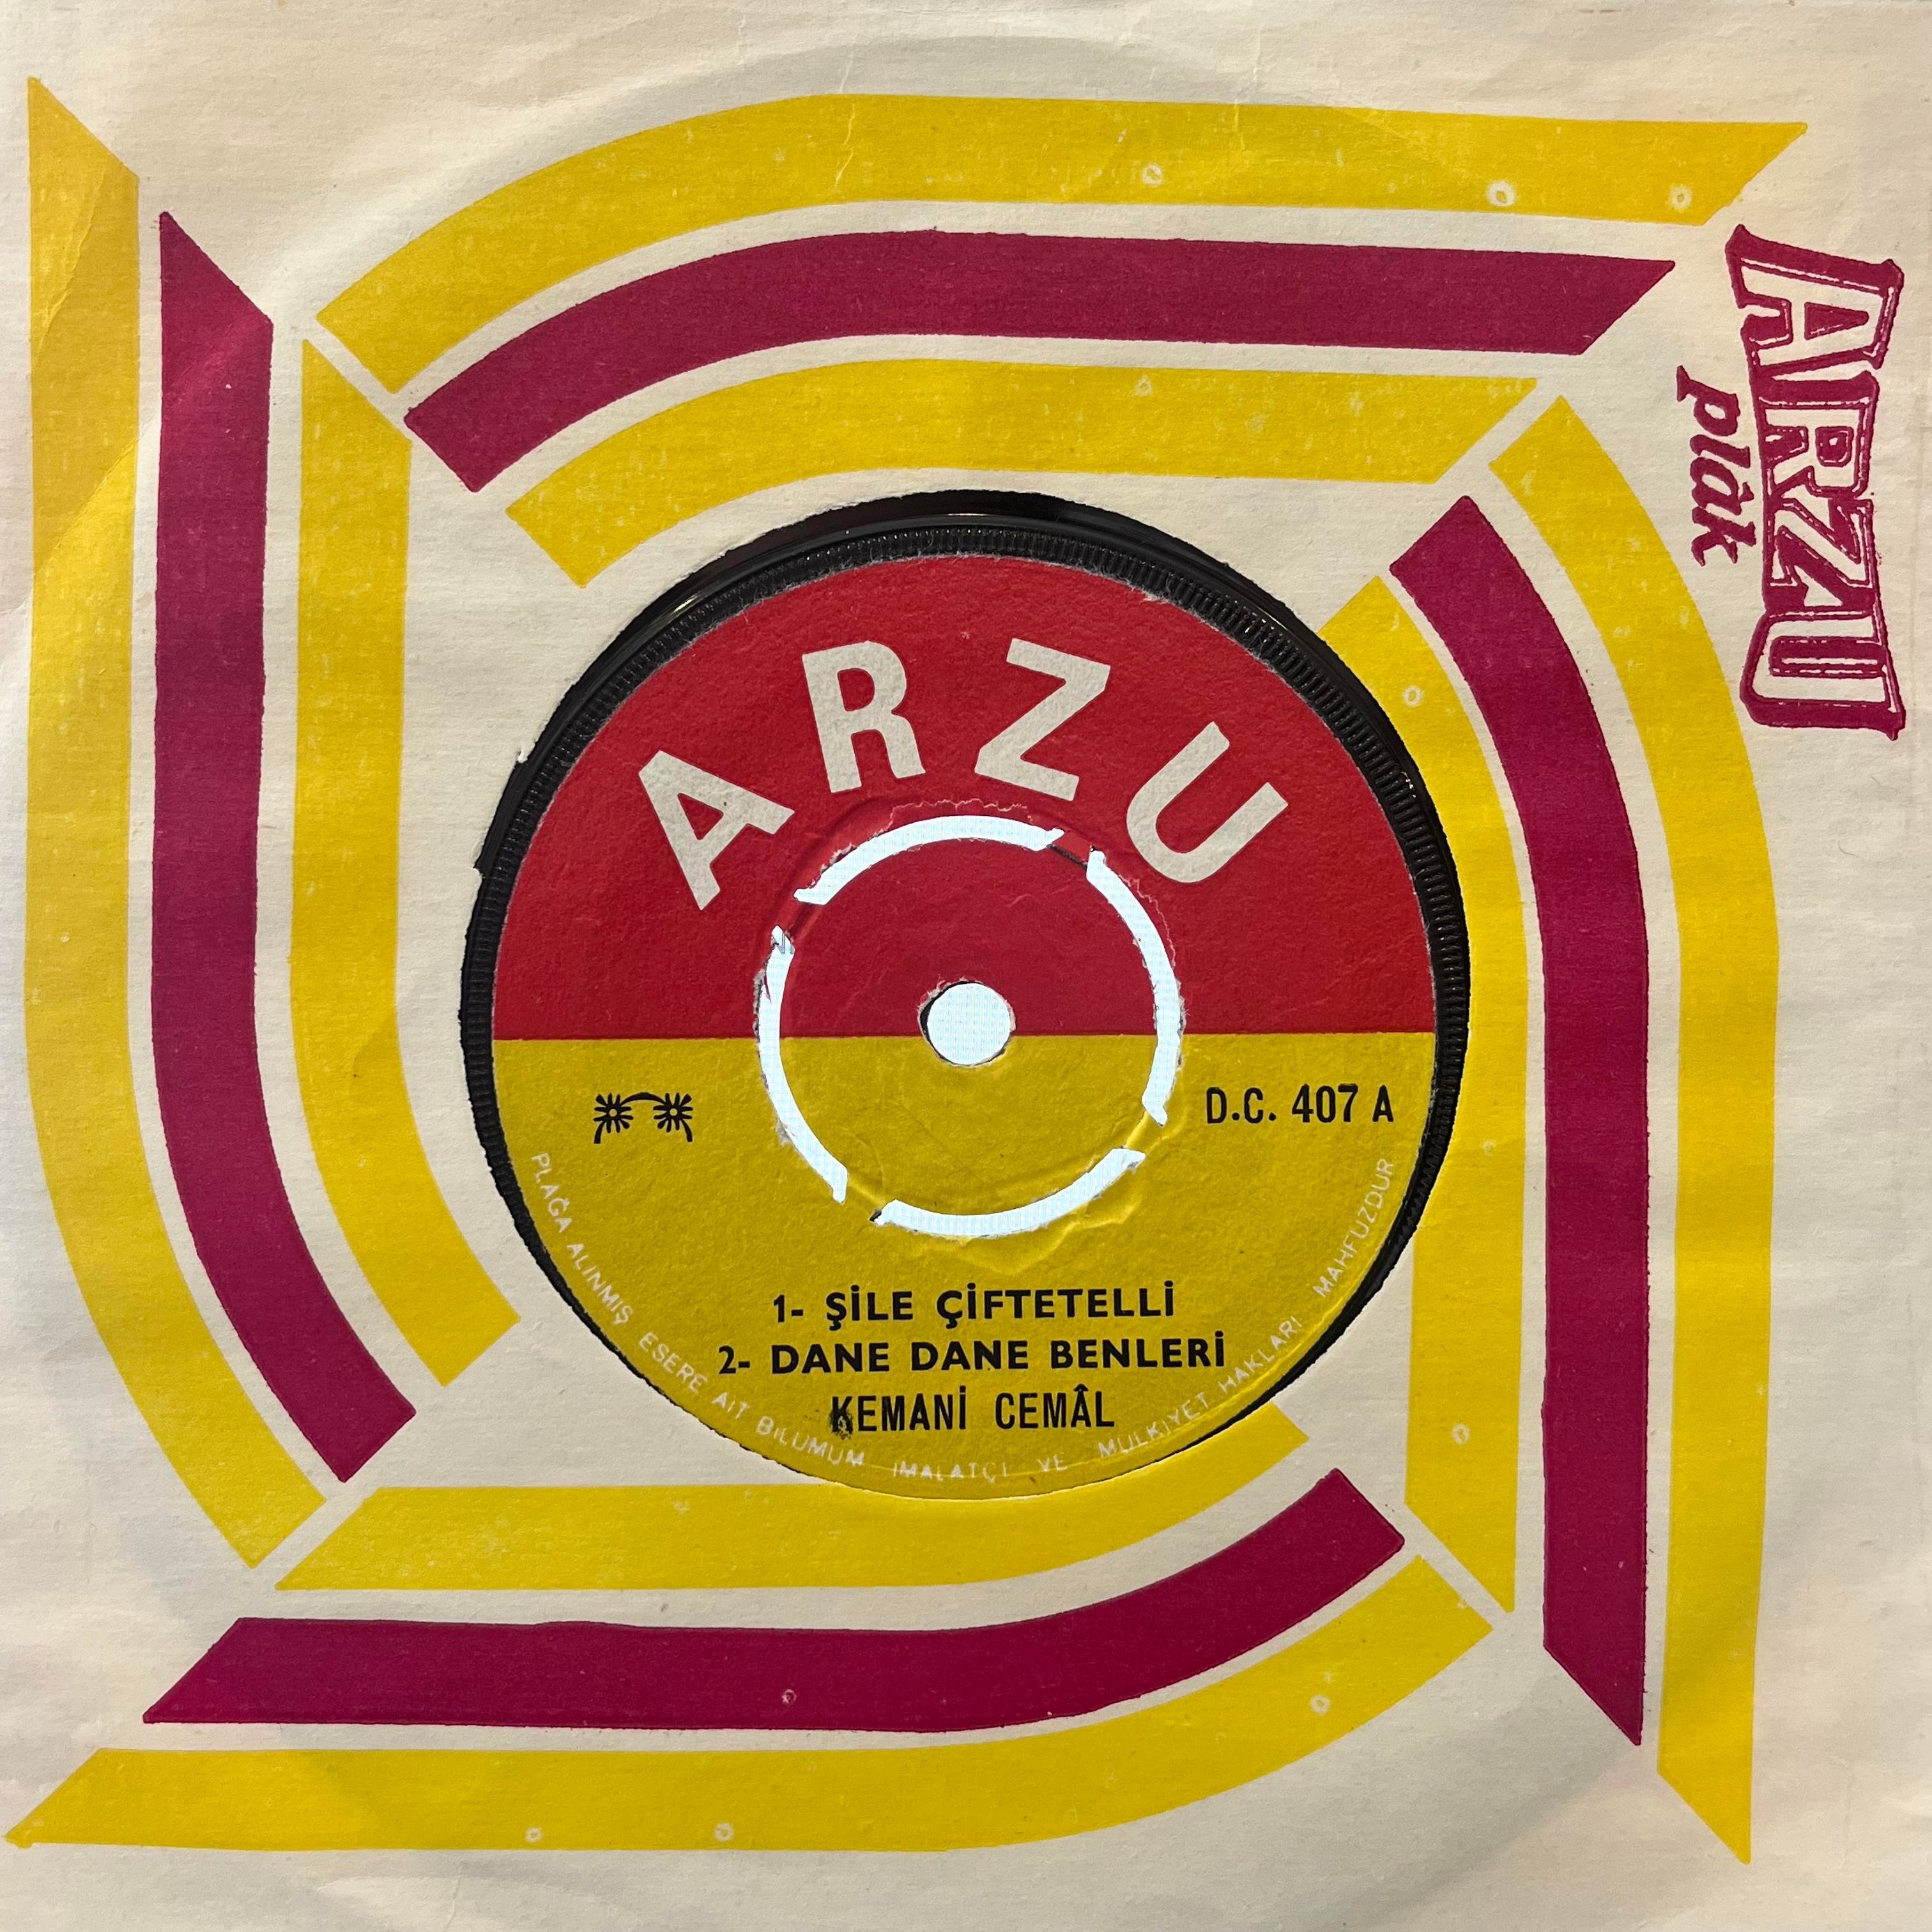 ARZU
plâk
ARZU
D.C. 407 A
1- ŞİLE ÇİFTETELLİ
2- DANE DANE BENLERİ
KEMANİ CEMÂL
PLAĞA ALINMIŞ ESERE AİT BİLUMUM İMALATÇI VE MÜLKİYET HAKLARI MAHFUZDUR